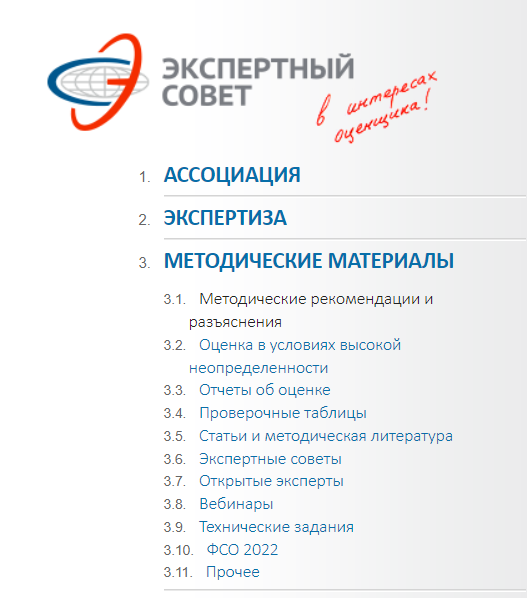 ЭКСПЕРТНЫЙ
СОВЕТ
в интересах
оценщика!
1. АССОЦИАЦИЯ
2. ЭКСПЕРТИЗА
3. МЕТОДИЧЕСКИЕ МАТЕРИАЛЫ
3.1. Методические рекомендации и
разъяснения
3.2. Оценка в условиях высокой
неопределенности
3.3. Отчеты об оценке
3.4. Проверочные таблицы
3.5. Статьи и методическая литература
3.6. Экспертные советы
3.7. Открытые эксперты
3.8. Вебинары
3.9. Технические задания
3.10. ФСО 2022
3.11. Прочее